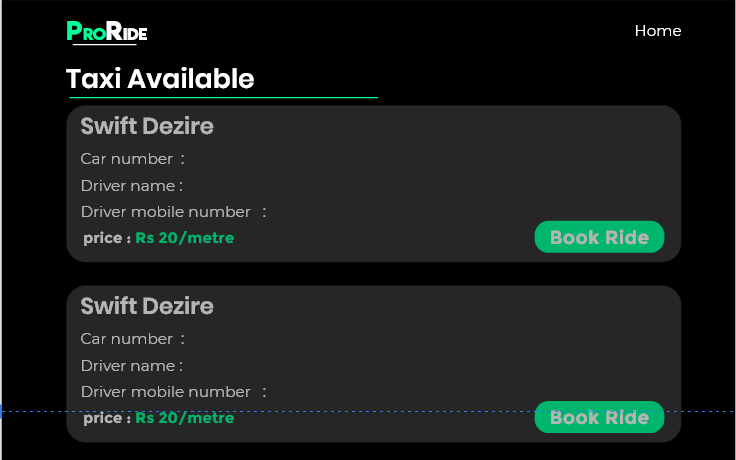 PRORIDE
Home
Taxi Available
Swift Dezire
Car number :
Driver name :
Driver mobile number :
price : Rs 20/metre
Book Ride
Swift Dezire
Car number :
Driver name :
Driver mobile number :
price : Rs 20/metre
Book Ride